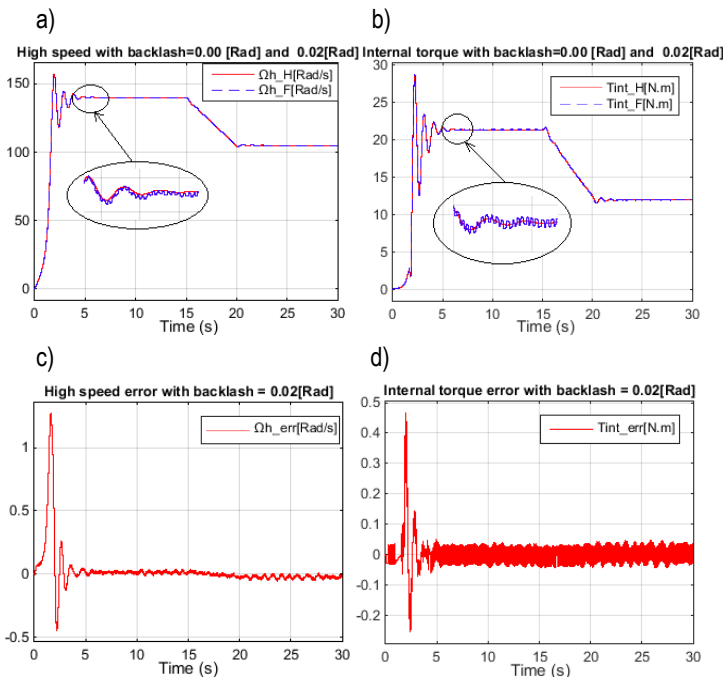 a)
b)
High speed with backlash=0.00 [Rad] and 0.02[Rad]
Internal torque with backlash=0.00 [Rad] and 0.02[Rad]
Ωh_H[Rad/s]
Ωh_F[Rad/s]
150
100
50
0
0 5 10 15 20 25 30
Time (s)
Tint_H[N.m]
Tint_F[N.m]
30
25
20
15
10
5
0
0 5 10 15 20 25 30
Time (s)
c)
d)
High speed error with backlash = 0.02[Rad]
Ωh_err[Rad/s]
1
0.5
0
-0.5
0 5 10 15 20 25 30
Time (s)
Internal torque error with backlash = 0.02[Rad]
Tint_err[N.m]
0.5
0.4
0.3
0.2
0.1
0
-0.1
-0.2
0 5 10 15 20 25 30
Time (s)